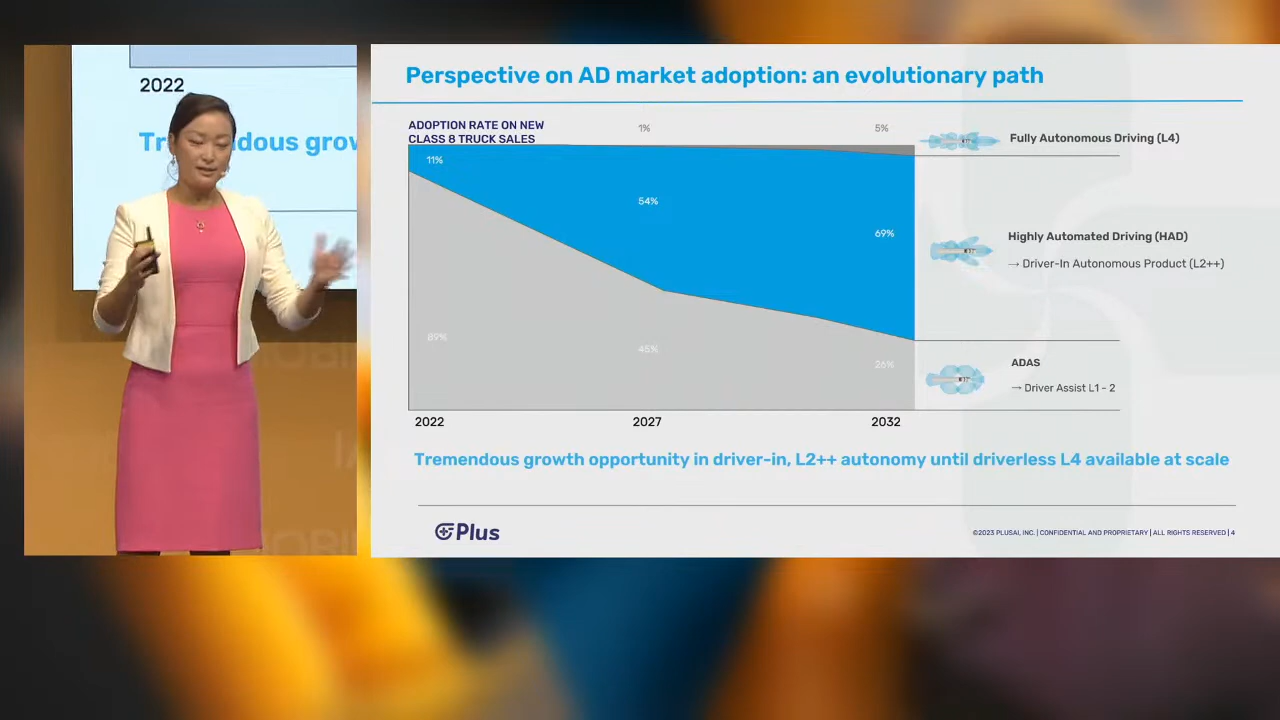 2022
Tr
dous grov
Perspective on AD market adoption: an evolutionary path
ADOPTION RATE ON NEW
CLASS 8 TRUCK SALES
1%
5%
11%
54%
69%
89%
45%
26%
Fully Autonomous Driving (L4)
Highly Automated Driving (HAD)
→ Driver-In Autonomous Product (L2++)
ADAS
→ Driver Assist L1 - 2
2022
2027
2032
Tremendous growth opportunity in driver-in, L2++ autonomy until driverless L4 available at scale
Plus
©2023 PLUSAI, INC. | CONFIDENTIAL AND PROPRIETARY | ALL RIGHTS RESERVED | 4